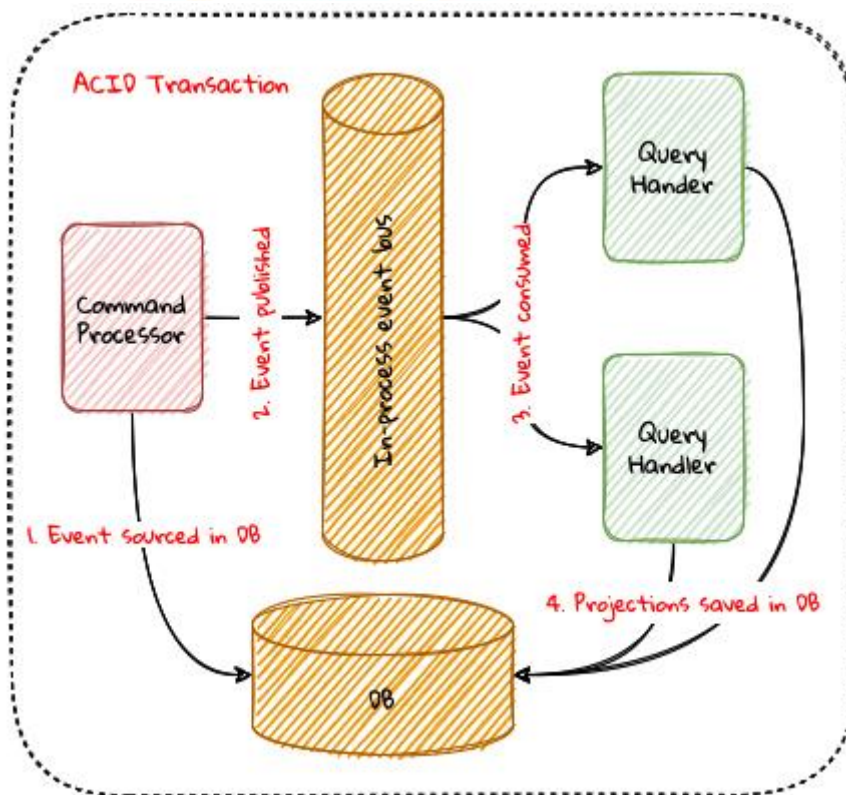 ACID Transaction
Command
Processor
2. Event published
In-process event bus
3. Event consumed
Query
Hander
Query
Handler
1. Event sourced in DB
4. Projections saved in DB
DB